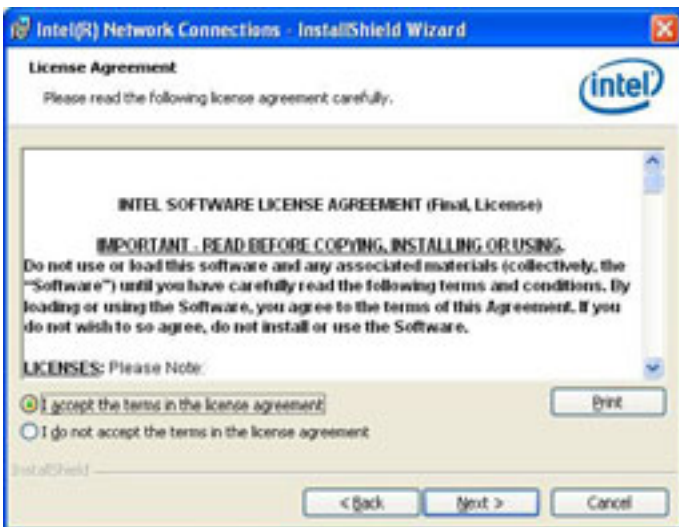 Intel(R) Network Connections - InstallShield Wizard
License Agreement
Please read the following license agreement carefully.
intel
INTEL SOFTWARE LICENSE AGREEMENT (Final, License)
IMPORTANT - READ BEFORE COPYING, INSTALLING OR USING.
Do not use or load this software and any associated materials (collectively, the
"Software") until you have carefully read the following terms and conditions. By
loading or using the Software, you agree to the terms of this Agreement. If you
do not wish to so agree, do not install or use the Software.
LICENSES: Please Note:
I accept the terms in the license agreement
Print
I do not accept the terms in the license agreement
InstallShield
< Back
Next >
Cancel